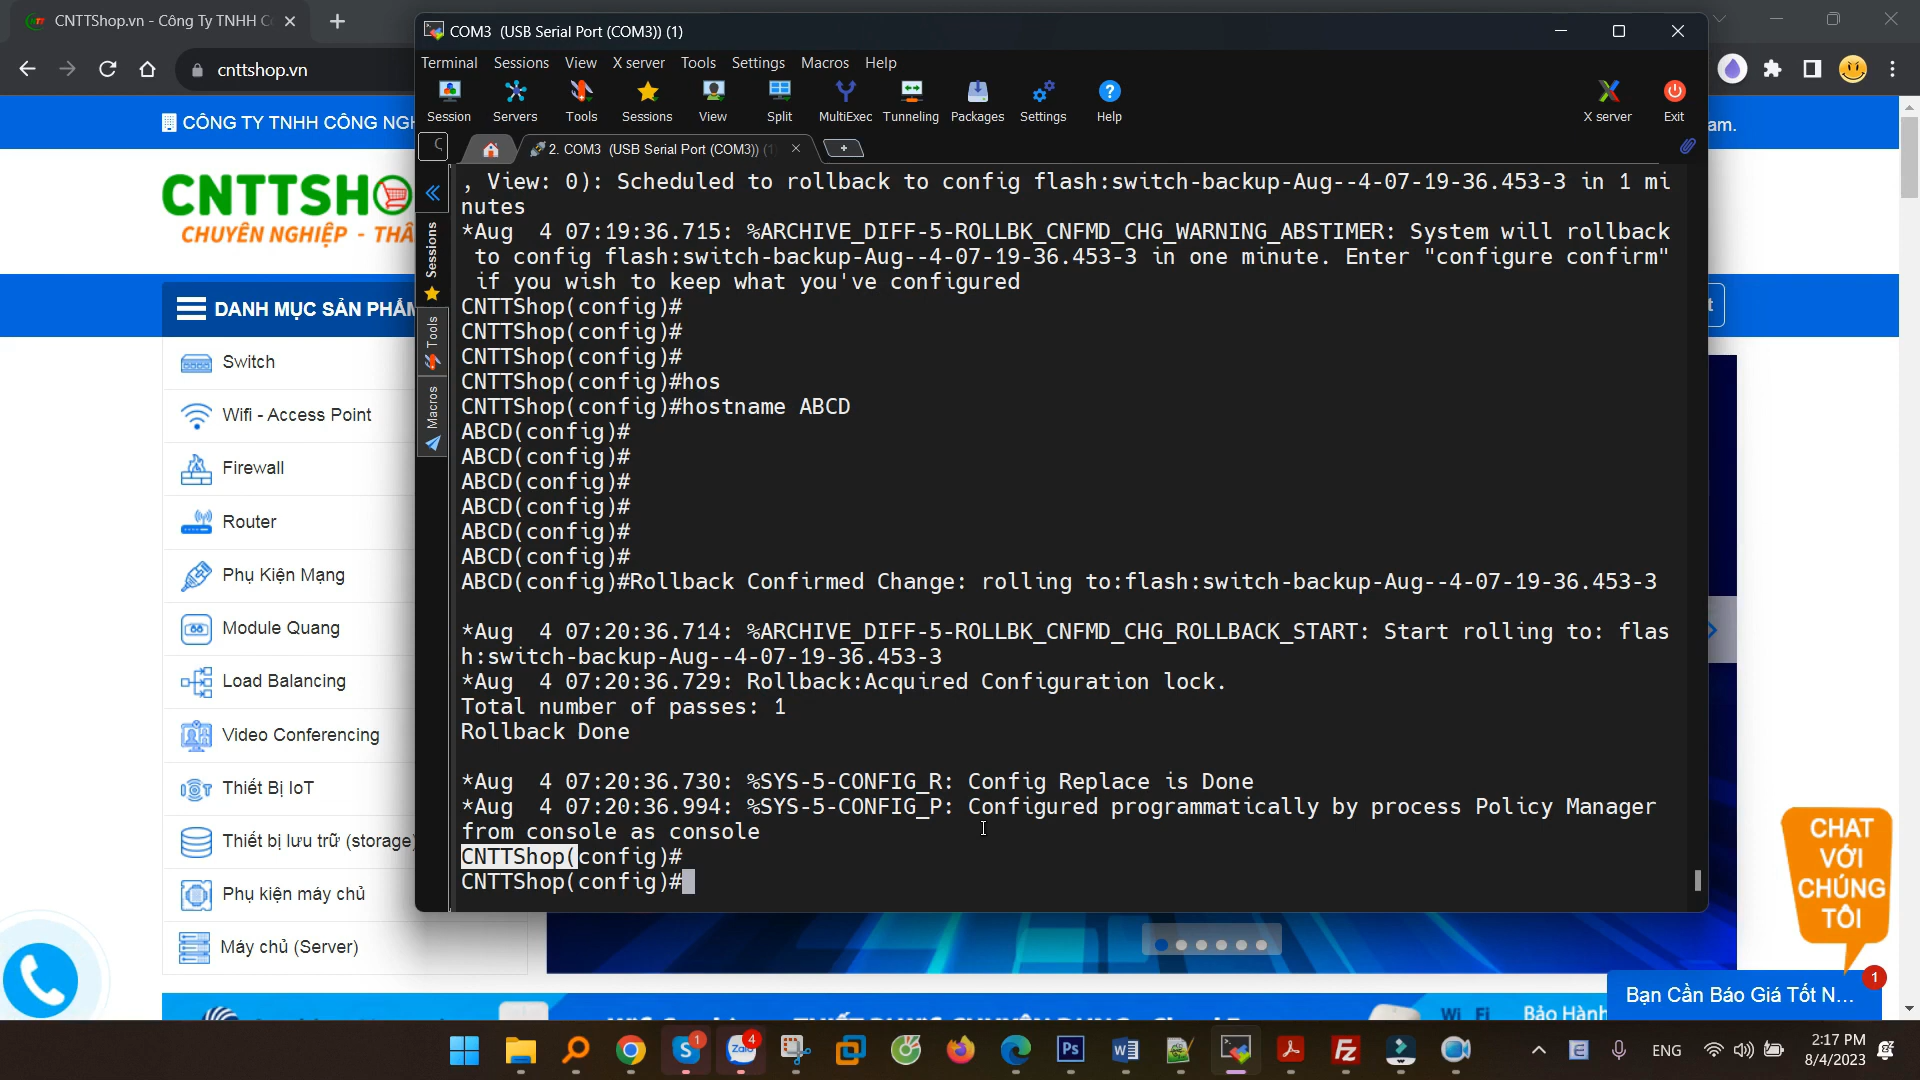 CNTTShop.vn - Công Ty TNHH C
COM3 (USB Serial Port (COM3)) (1)
cnttshop.vn
Terminal Sessions View X server Tools Settings Macros Help
Session Servers Tools Sessions View Split MultiExec Tunneling Packages Settings Help X server Exit
CÔNG TY TNHH CÔNG NGH
am.
2. COM3 (USB Serial Port (COM3)) (1)
CNTTSHOP
CHUYÊN NGHIỆP - THÂ
DANH MỤC SẢN PHẨM
Switch
Wifi - Access Point
Firewall
Router
Phụ Kiện Mạng
Module Quang
Load Balancing
Video Conferencing
Thiết Bị IoT
Thiết bị lưu trữ (storage)
Phụ kiện máy chủ
Máy chủ (Server)
Sessions
Tools
Macros
, View: 0): Scheduled to rollback to config flash:switch-backup-Aug--4-07-19-36.453-3 in 1 mi
nutes
*Aug  4 07:19:36.715: %ARCHIVE_DIFF-5-ROLLBK_CNFMD_CHG_WARNING_ABSTIMER: System will rollback
to config flash:switch-backup-Aug--4-07-19-36.453-3 in one minute. Enter "configure confirm"
if you wish to keep what you've configured
CNTTShop(config)#
CNTTShop(config)#
CNTTShop(config)#
CNTTShop(config)#hos
CNTTShop(config)#hostname ABCD
ABCD(config)#
ABCD(config)#
ABCD(config)#
ABCD(config)#
ABCD(config)#
ABCD(config)#
ABCD(config)#Rollback Confirmed Change: rolling to:flash:switch-backup-Aug--4-07-19-36.453-3
*Aug  4 07:20:36.714: %ARCHIVE_DIFF-5-ROLLBK_CNFMD_CHG_ROLLBACK_START: Start rolling to: flas
h:switch-backup-Aug--4-07-19-36.453-3
*Aug  4 07:20:36.729: Rollback:Acquired Configuration lock.
Total number of passes: 1
Rollback Done
*Aug  4 07:20:36.730: %SYS-5-CONFIG_R: Config Replace is Done
*Aug  4 07:20:36.994: %SYS-5-CONFIG_P: Configured programmatically by process Policy Manager
from console as console
CNTTShop(config)#
CNTTShop(config)#
CHAT
VỚI
CHÚNG
TÔI
1
Bạn Cần Báo Giá Tốt N...
Wi Fi
Bảo Hành
1
4
Zalo
Ps
ENG
2:17 PM
8/4/2023